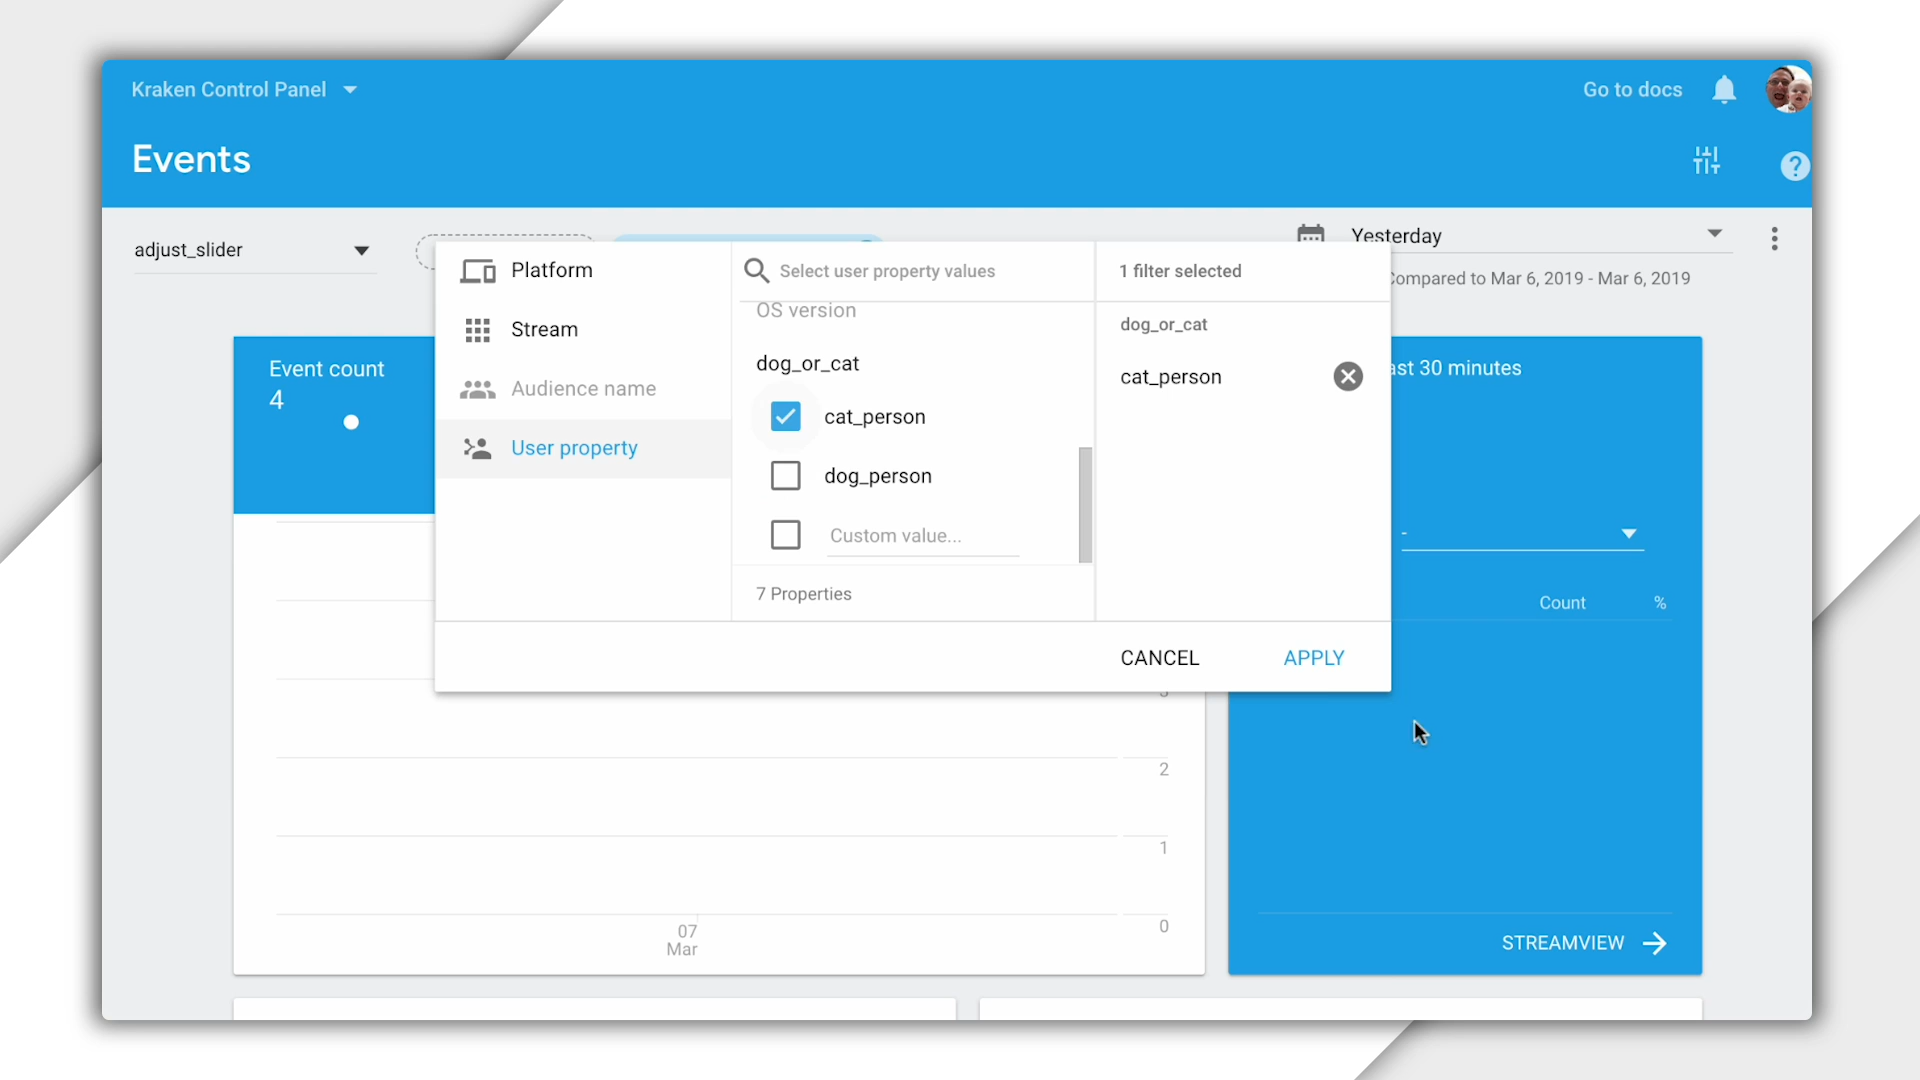 Kraken Control Panel
Go to docs
Events
adjust_slider
Yesterday
Compared to Mar 6, 2019 - Mar 6, 2019
Platform
Stream
Audience name
User property
Select user property values
OS version
dog_or_cat
cat_person
dog_person
Custom value...
7 Properties
1 filter selected
dog_or_cat
cat_person
CANCEL
APPLY
Event count
4
2
1
0
07
Mar
ast 30 minutes
-
Count %
STREAMVIEW